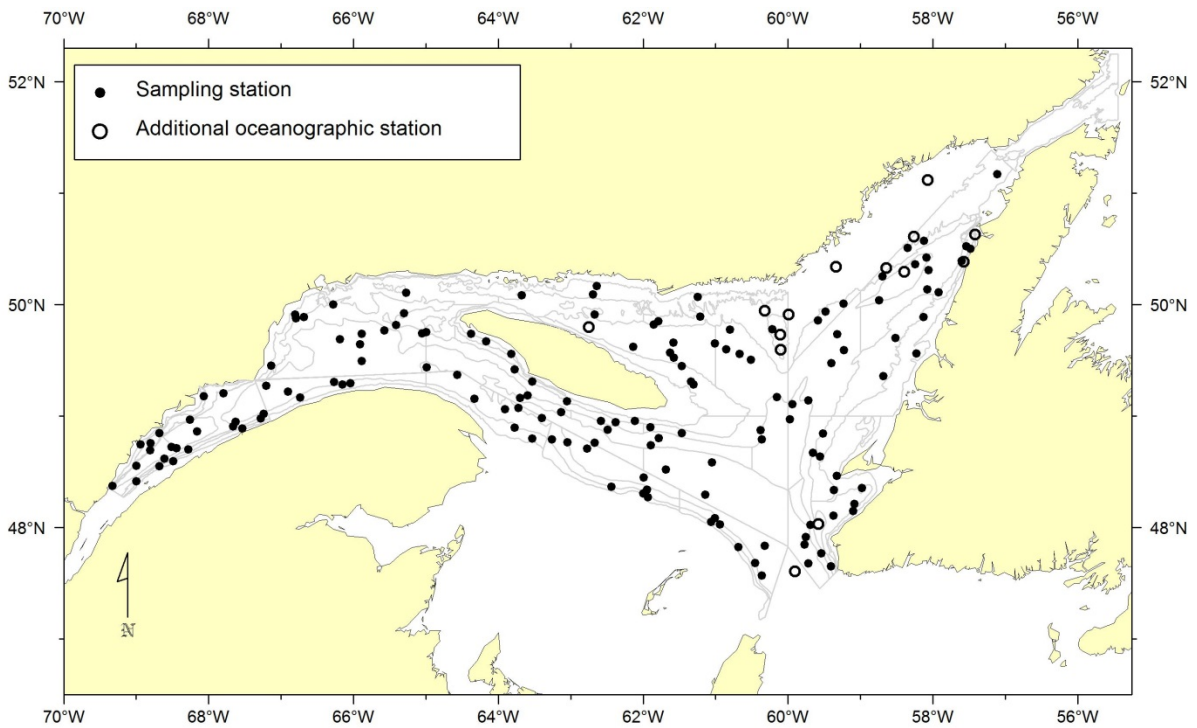 70°W 68°W 66°W 64°W 62°W 60°W 58°W 56°W
52°N 52°N
Sampling station
Additional oceanographic station
50°N 50°N
48°N 48°N
N
70°W 68°W 66°W 64°W 62°W 60°W 58°W 56°W